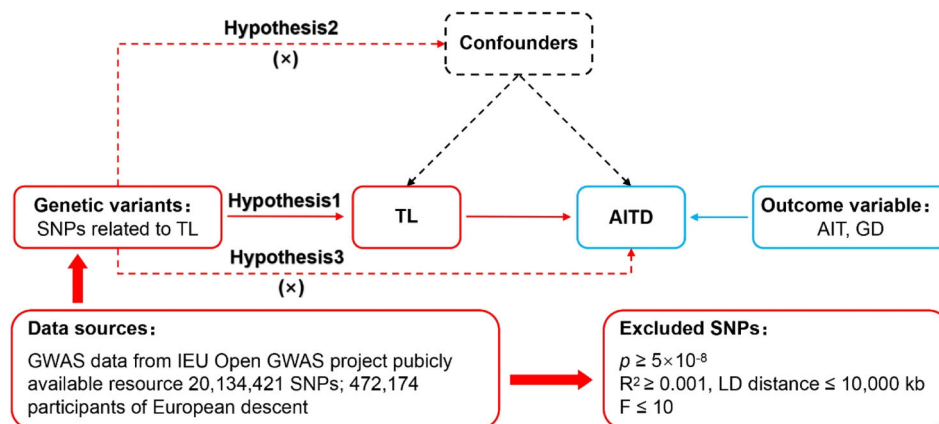 Hypothesis2
(×)
Confounders
Genetic variants：
SNPs related to TL
Hypothesis1
TL
AITD
Outcome variable：
AIT, GD
Hypothesis3
(×)
Data sources：
GWAS data from IEU Open GWAS project pubicly
available resource 20,134,421 SNPs; 472,174
participants of European descent
Excluded SNPs：
p ≥ 5×10⁻⁸
R² ≥ 0.001, LD distance ≤ 10,000 kb
F ≤ 10